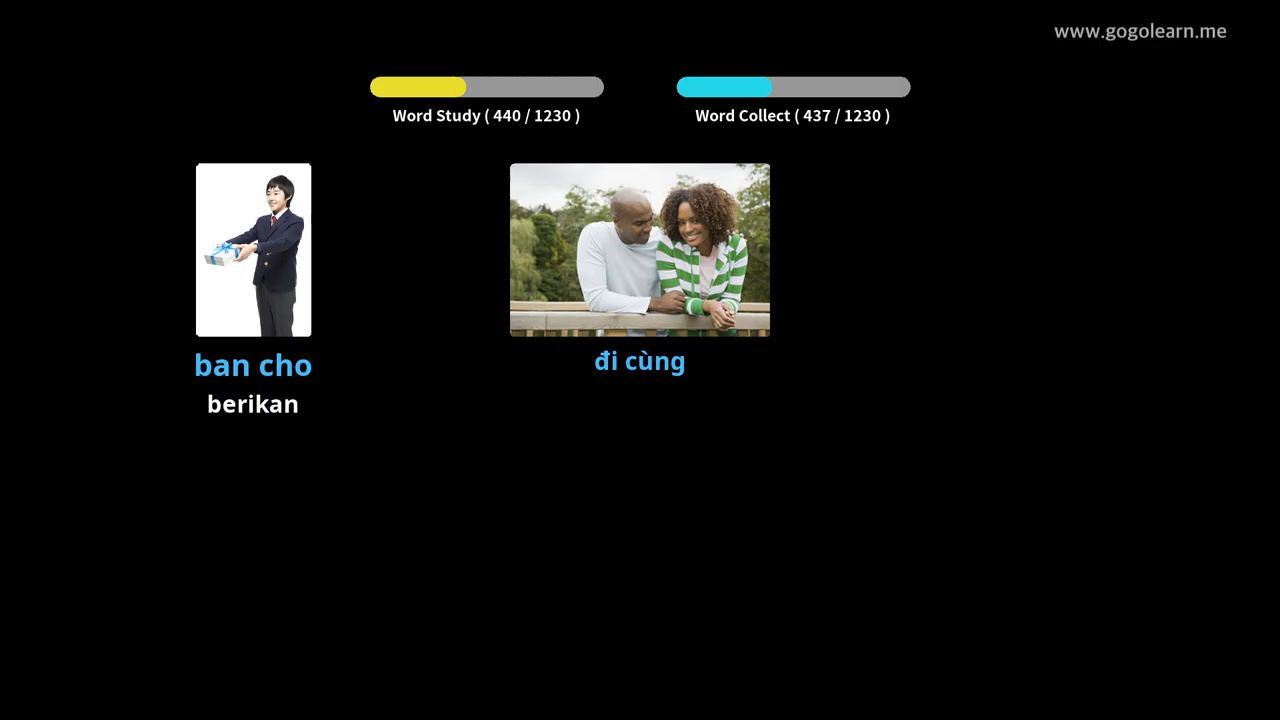 www.gogolearn.me
Word Study ( 440 / 1230 )
Word Collect ( 437 / 1230 )
ban cho
berikan
đi cùng